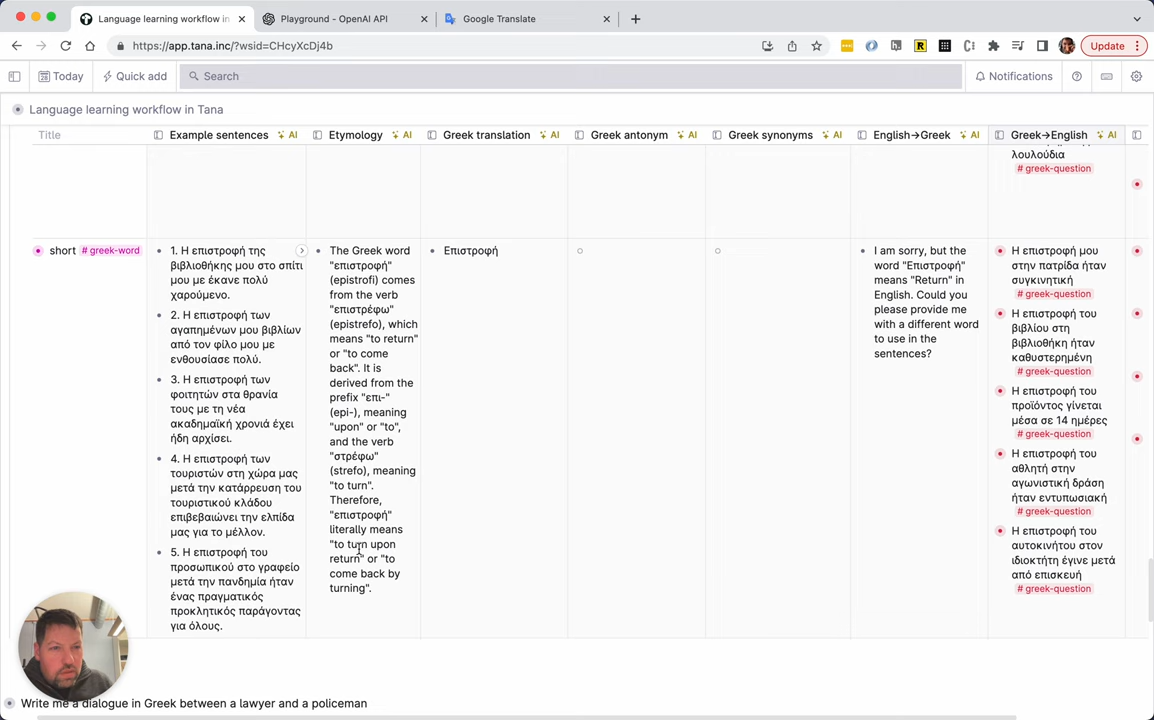 Language learning workflow in
Playground - OpenAI API
Google Translate
https://app.tana.inc/?wsid=CHcyXcDj4b
Update
Today
Quick add
Search
Notifications
Language learning workflow in Tana
Title
Example sentences
AI
Etymology
AI
Greek translation
AI
Greek antonym
AI
Greek synonyms
AI
English→Greek
AI
Greek→English
AI
λουλούδια
# greek-question
short # greek-word
1. Η επιστροφή της
βιβλιοθήκης μου στο σπίτι
μου με έκανε πολύ
χαρούμενο.
2. Η επιστροφή των
αγαπημένων μου βιβλίων
από τον φίλο μου με
ενθουσίασε πολύ.
3. Η επιστροφή των
φοιτητών στα θρανία
τους με τη νέα
ακαδημαϊκή χρονιά έχει
ήδη αρχίσει.
4. Η επιστροφή των
τουριστών στη χώρα μας
μετά την κατάρρευση του
τουριστικού κλάδου
επιβεβαιώνει την ελπίδα
μας για το μέλλον.
5. Η επιστροφή του
προσωπικού στο γραφείο
μετά την πανδημία ήταν
ένας πραγματικός
προκλητικός παράγοντας
για όλους.
The Greek word
"επιστροφή"
(epistrofi) comes
from the verb
"επιστρέφω"
(epistrefo), which
means "to return"
or "to come
back". It is
derived from the
prefix "επι-"
(epi-), meaning
"upon" or "to",
and the verb
"στρέφω"
(strefo), meaning
"to turn".
Therefore,
"επιστροφή"
literally means
"to turn upon
return" or "to
come back by
turning".
Επιστροφή
I am sorry, but the
word "Επιστροφή"
means "Return" in
English. Could you
please provide me
with a different word
to use in the
sentences?
Η επιστροφή μου
στην πατρίδα ήταν
συγκινητική
# greek-question
Η επιστροφή του
βιβλίου στη
βιβλιοθήκη ήταν
καθυστερημένη
# greek-question
Η επιστροφή του
προϊόντος γίνεται
μέσα σε 14 ημέρες
# greek-question
Η επιστροφή του
αθλητή στην
αγωνιστική δράση
ήταν εντυπωσιακή
# greek-question
Η επιστροφή του
αυτοκινήτου στον
ιδιοκτήτη έγινε μετά
από επισκευή
# greek-question
Write me a dialogue in Greek between a lawyer and a policeman